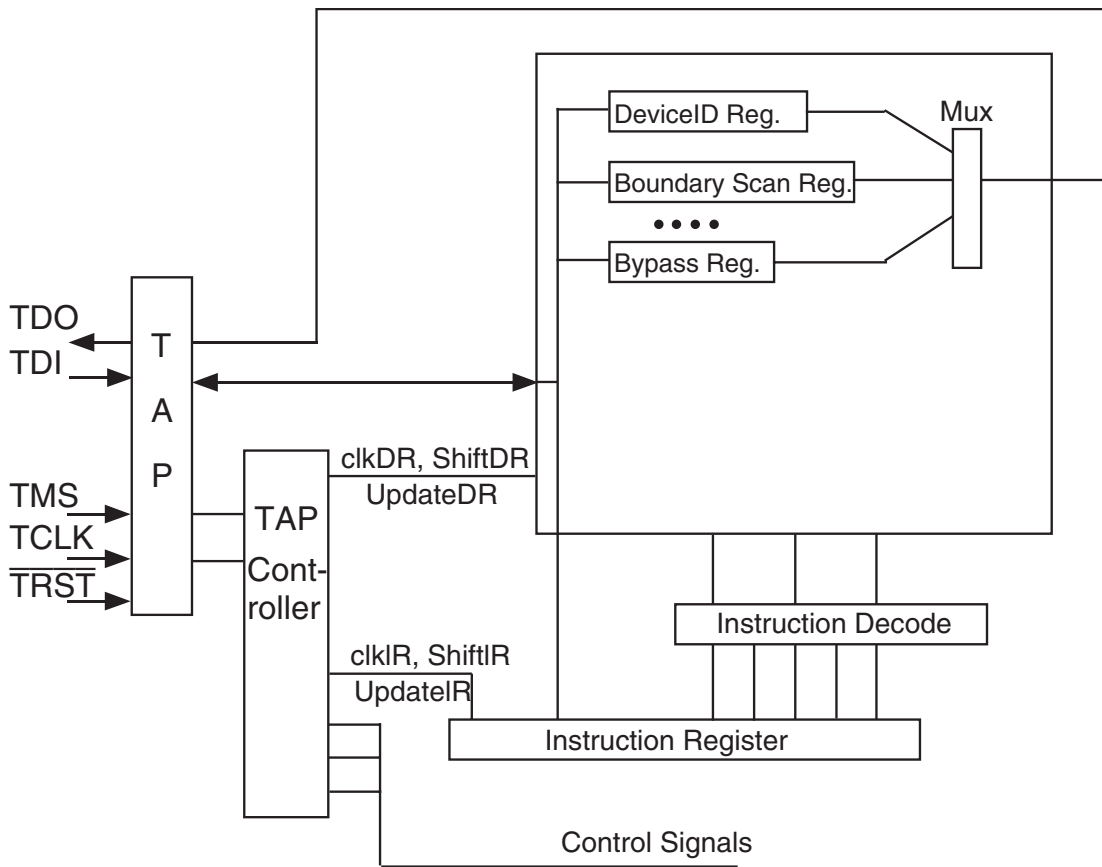 DeviceID Reg.
Mux
Boundary Scan Reg.
Bypass Reg.
TDO
TDI
TMS
TCLK
TRST
T
A
P
TAP
Cont-
roller
clkDR, ShiftDR
UpdateDR
Instruction Decode
clkIR, ShiftIR
UpdateIR
Instruction Register
Control Signals